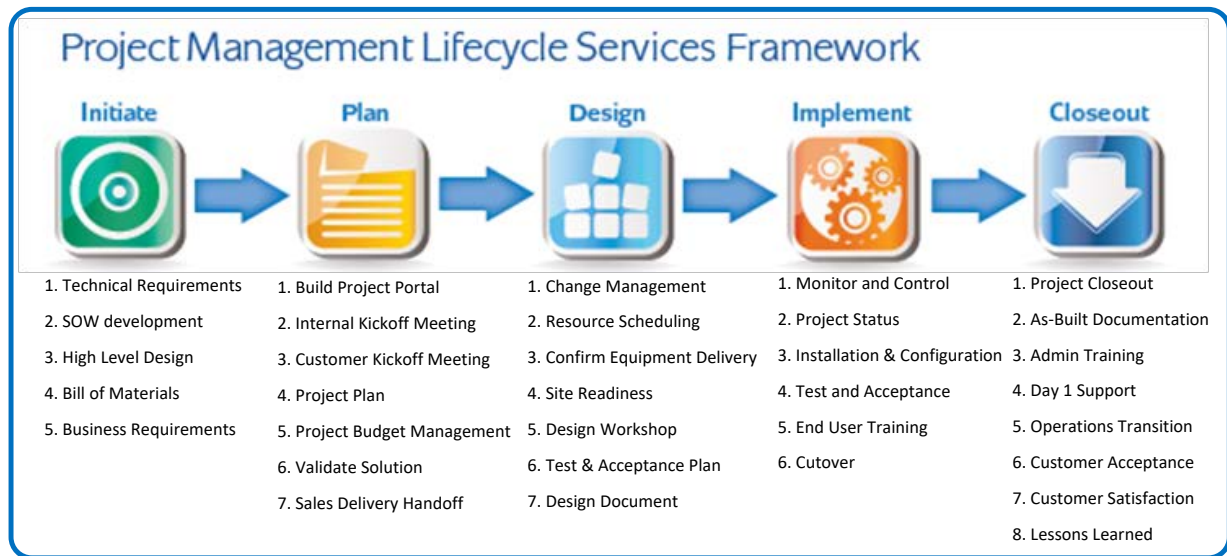 Project Management Lifecycle Services Framework
Initiate
Plan
Design
Implement
Closeout
1. Technical Requirements
2. SOW development
3. High Level Design
4. Bill of Materials
5. Business Requirements
1. Build Project Portal
2. Internal Kickoff Meeting
3. Customer Kickoff Meeting
4. Project Plan
5. Project Budget Management
6. Validate Solution
7. Sales Delivery Handoff
1. Change Management
2. Resource Scheduling
3. Confirm Equipment Delivery
4. Site Readiness
5. Design Workshop
6. Test & Acceptance Plan
7. Design Document
1. Monitor and Control
2. Project Status
3. Installation & Configuration
4. Test and Acceptance
5. End User Training
6. Cutover
1. Project Closeout
2. As-Built Documentation
3. Admin Training
4. Day 1 Support
5. Operations Transition
6. Customer Acceptance
7. Customer Satisfaction
8. Lessons Learned